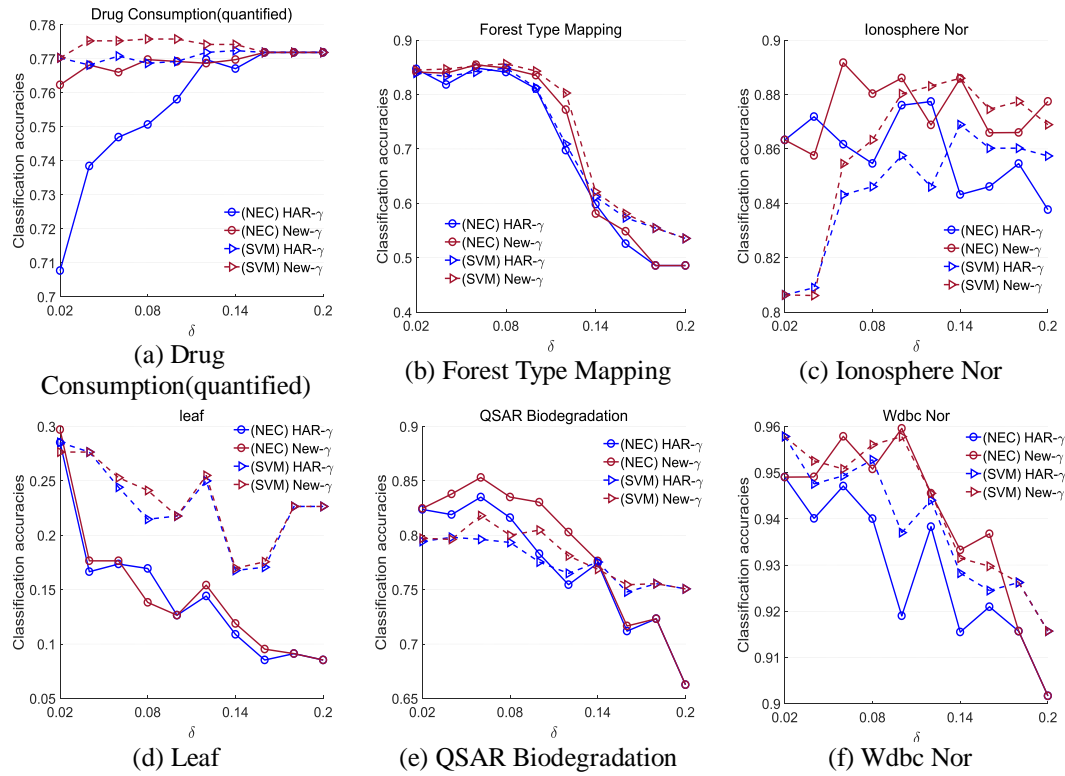 Drug Consumption(quantified)
0.78
0.77
0.76
0.75
0.74
0.73
0.72
0.71
0.7
Classification accuracies
(NEC) HAR-γ
(NEC) New-γ
(SVM) HAR-γ
(SVM) New-γ
0.02
0.08
0.14
0.2
δ
(a) Drug
Consumption(quantified)
Forest Type Mapping
0.9
0.8
0.7
0.6
0.5
0.4
Classification accuracies
(NEC) HAR-γ
(NEC) New-γ
(SVM) HAR-γ
(SVM) New-γ
0.02
0.08
0.14
0.2
δ
(b) Forest Type Mapping
Ionosphere Nor
0.9
0.88
0.86
0.84
0.82
0.8
Classification accuracies
(NEC) HAR-γ
(NEC) New-γ
(SVM) HAR-γ
(SVM) New-γ
0.02
0.08
0.14
0.2
δ
(c) Ionosphere Nor
leaf
0.3
0.25
0.2
0.15
0.1
0.05
Classification accuracies
(NEC) HAR-γ
(NEC) New-γ
(SVM) HAR-γ
(SVM) New-γ
0.02
0.08
0.14
0.2
δ
(d) Leaf
QSAR Biodegradation
0.9
0.85
0.8
0.75
0.7
0.65
Classification accuracies
(NEC) HAR-γ
(NEC) New-γ
(SVM) HAR-γ
(SVM) New-γ
0.02
0.08
0.14
0.2
δ
(e) QSAR Biodegradation
Wdbc Nor
0.96
0.95
0.94
0.93
0.92
0.91
0.9
Classification accuracies
(NEC) HAR-γ
(NEC) New-γ
(SVM) HAR-γ
(SVM) New-γ
0.02
0.08
0.14
0.2
δ
(f) Wdbc Nor